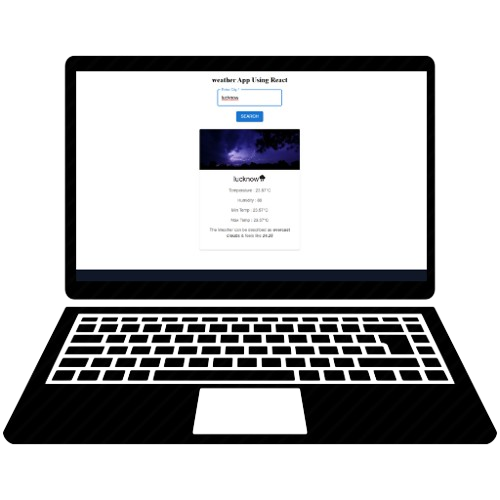 weather App Using React
Enter City *
lucknow
SEARCH
lucknow
Temperature : 23.97°C
Humidity : 88
Min Temp : 23.97°C
Max Temp : 23.97°C
The Weather can be described as overcast
clouds & feels like 24.80